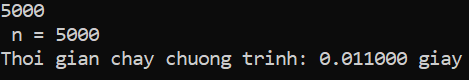 5000
n = 5000
Thoi gian chay chuong trinh: 0.011000 giay